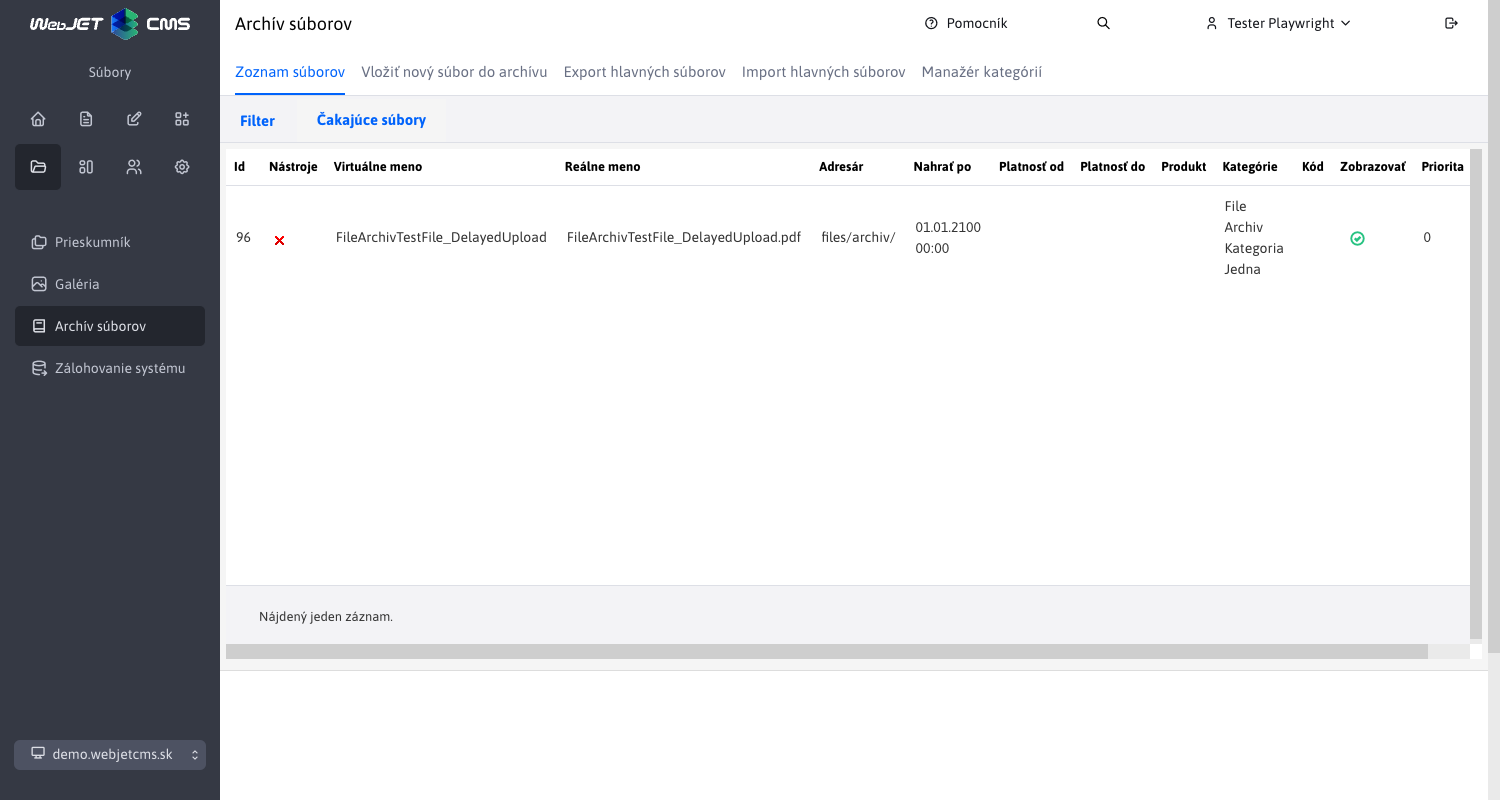 WebJET CMS
Archív súborov
Pomocník
Tester Playwright
Súbory
Zoznam súborov Vložiť nový súbor do archívu Export hlavných súborov Import hlavných súborov Manažér kategórií
Filter Čakajúce súbory
Id Nástroje Virtuálne meno Reálne meno Adresár Nahrať po Platnosť od Platnosť do Produkt Kategórie Kód Zobrazovať Priorita
96 FileArchivTestFile_DelayedUpload FileArchivTestFile_DelayedUpload.pdf files/archiv/ 01.01.2100 00:00 File Archiv Kategoria Jedna 0
Prieskumník
Galéria
Archív súborov
Zálohovanie systému
Nájdený jeden záznam.
demo.webjetcms.sk